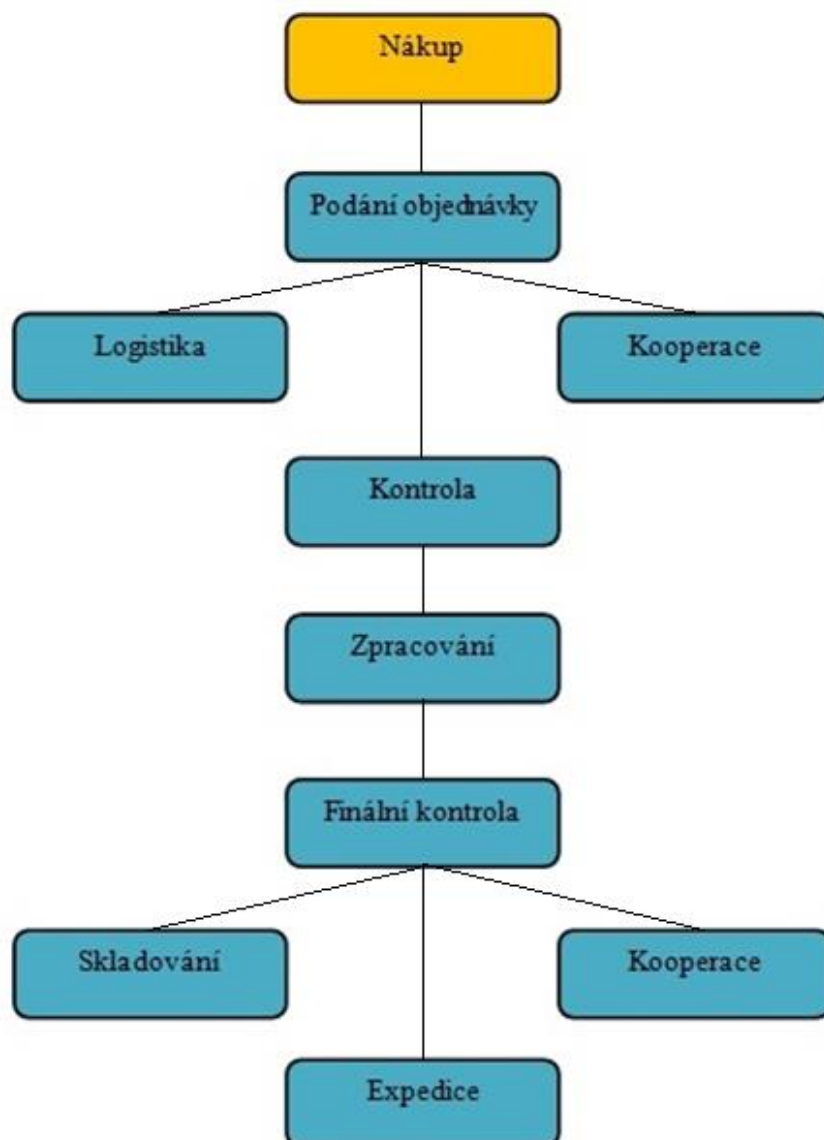 Nákup
Podání objednávky
Logistika
Kooperace
Kontrola
Zpracování
Finální kontrola
Skladování
Kooperace
Expedice